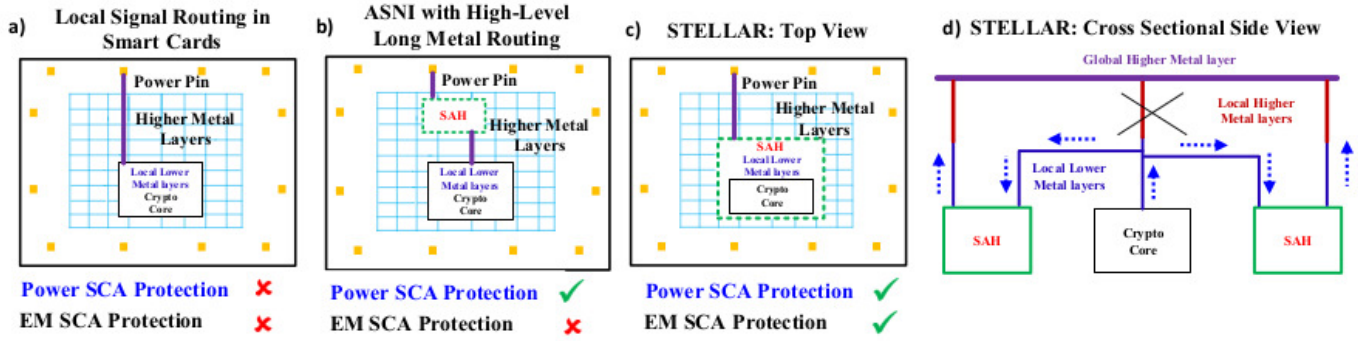 a)
Local Signal Routing in
Smart Cards
Power Pin
Higher Metal
Layers
Local Lower
Metal layers
Crypto
Core
Power SCA Protection ✗
EM SCA Protection ✗
b)
ASNI with High-Level
Long Metal Routing
Power Pin
SAH
Higher Metal
Layers
Local Lower
Metal layers
Crypto
Core
Power SCA Protection ✓
EM SCA Protection ✗
c)
STELLAR: Top View
Power Pin
Higher Metal
Layers
SAH
Local Lower
Metal layers
Crypto
Core
Power SCA Protection ✓
EM SCA Protection ✓
d) STELLAR: Cross Sectional Side View
Global Higher Metal layer
Local Higher
Metal layers
Local Lower
Metal layers
SAH
Crypto
Core
SAH